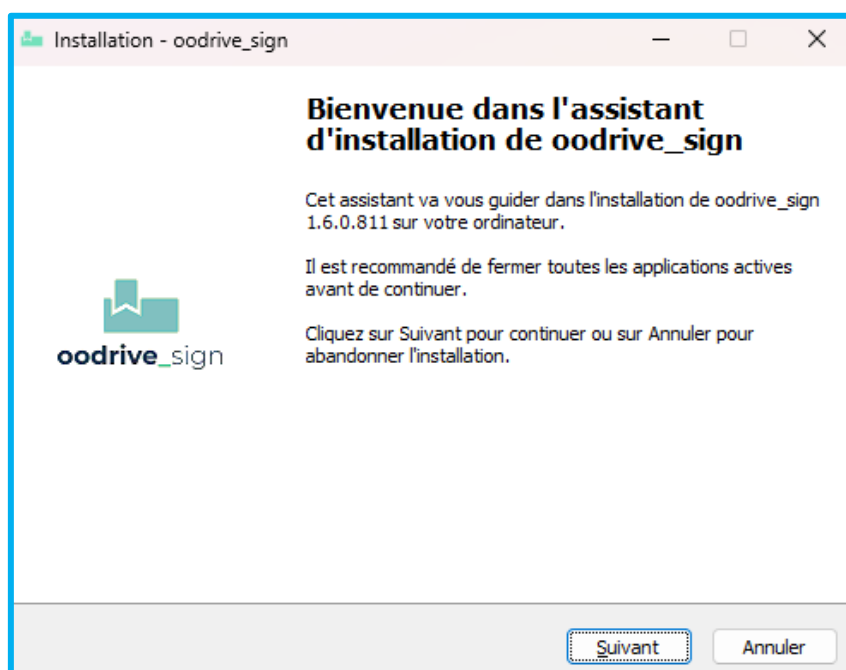 Installation - oodrive_sign
Bienvenue dans l'assistant
d'installation de oodrive_sign
Cet assistant va vous guider dans l'installation de oodrive_sign
1.6.0.811 sur votre ordinateur.
Il est recommandé de fermer toutes les applications actives
avant de continuer.
Cliquez sur Suivant pour continuer ou sur Annuler pour
abandonner l'installation.
oodrive_sign
Suivant
Annuler